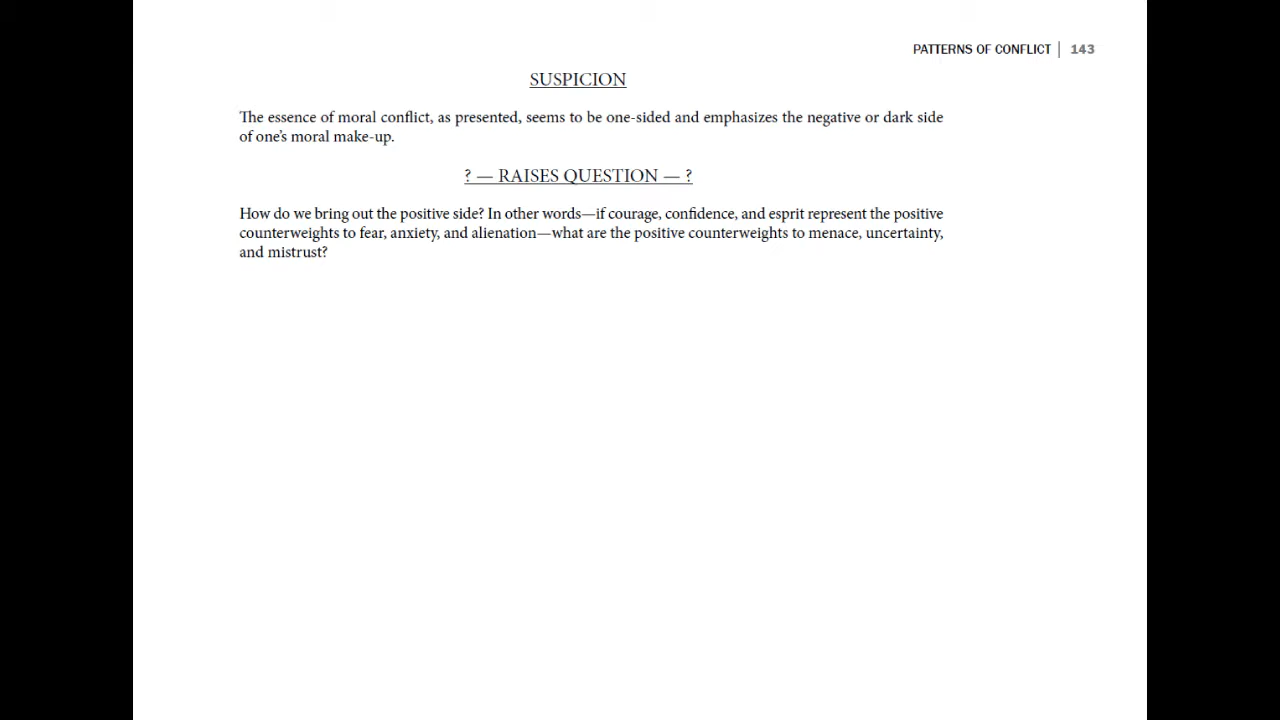 PATTERNS OF CONFLICT | 143
SUSPICION
The essence of moral conflict, as presented, seems to be one-sided and emphasizes the negative or dark side
of one's moral make-up.
? — RAISES QUESTION — ?
How do we bring out the positive side? In other words—if courage, confidence, and esprit represent the positive
counterweights to fear, anxiety, and alienation—what are the positive counterweights to menace, uncertainty,
and mistrust?